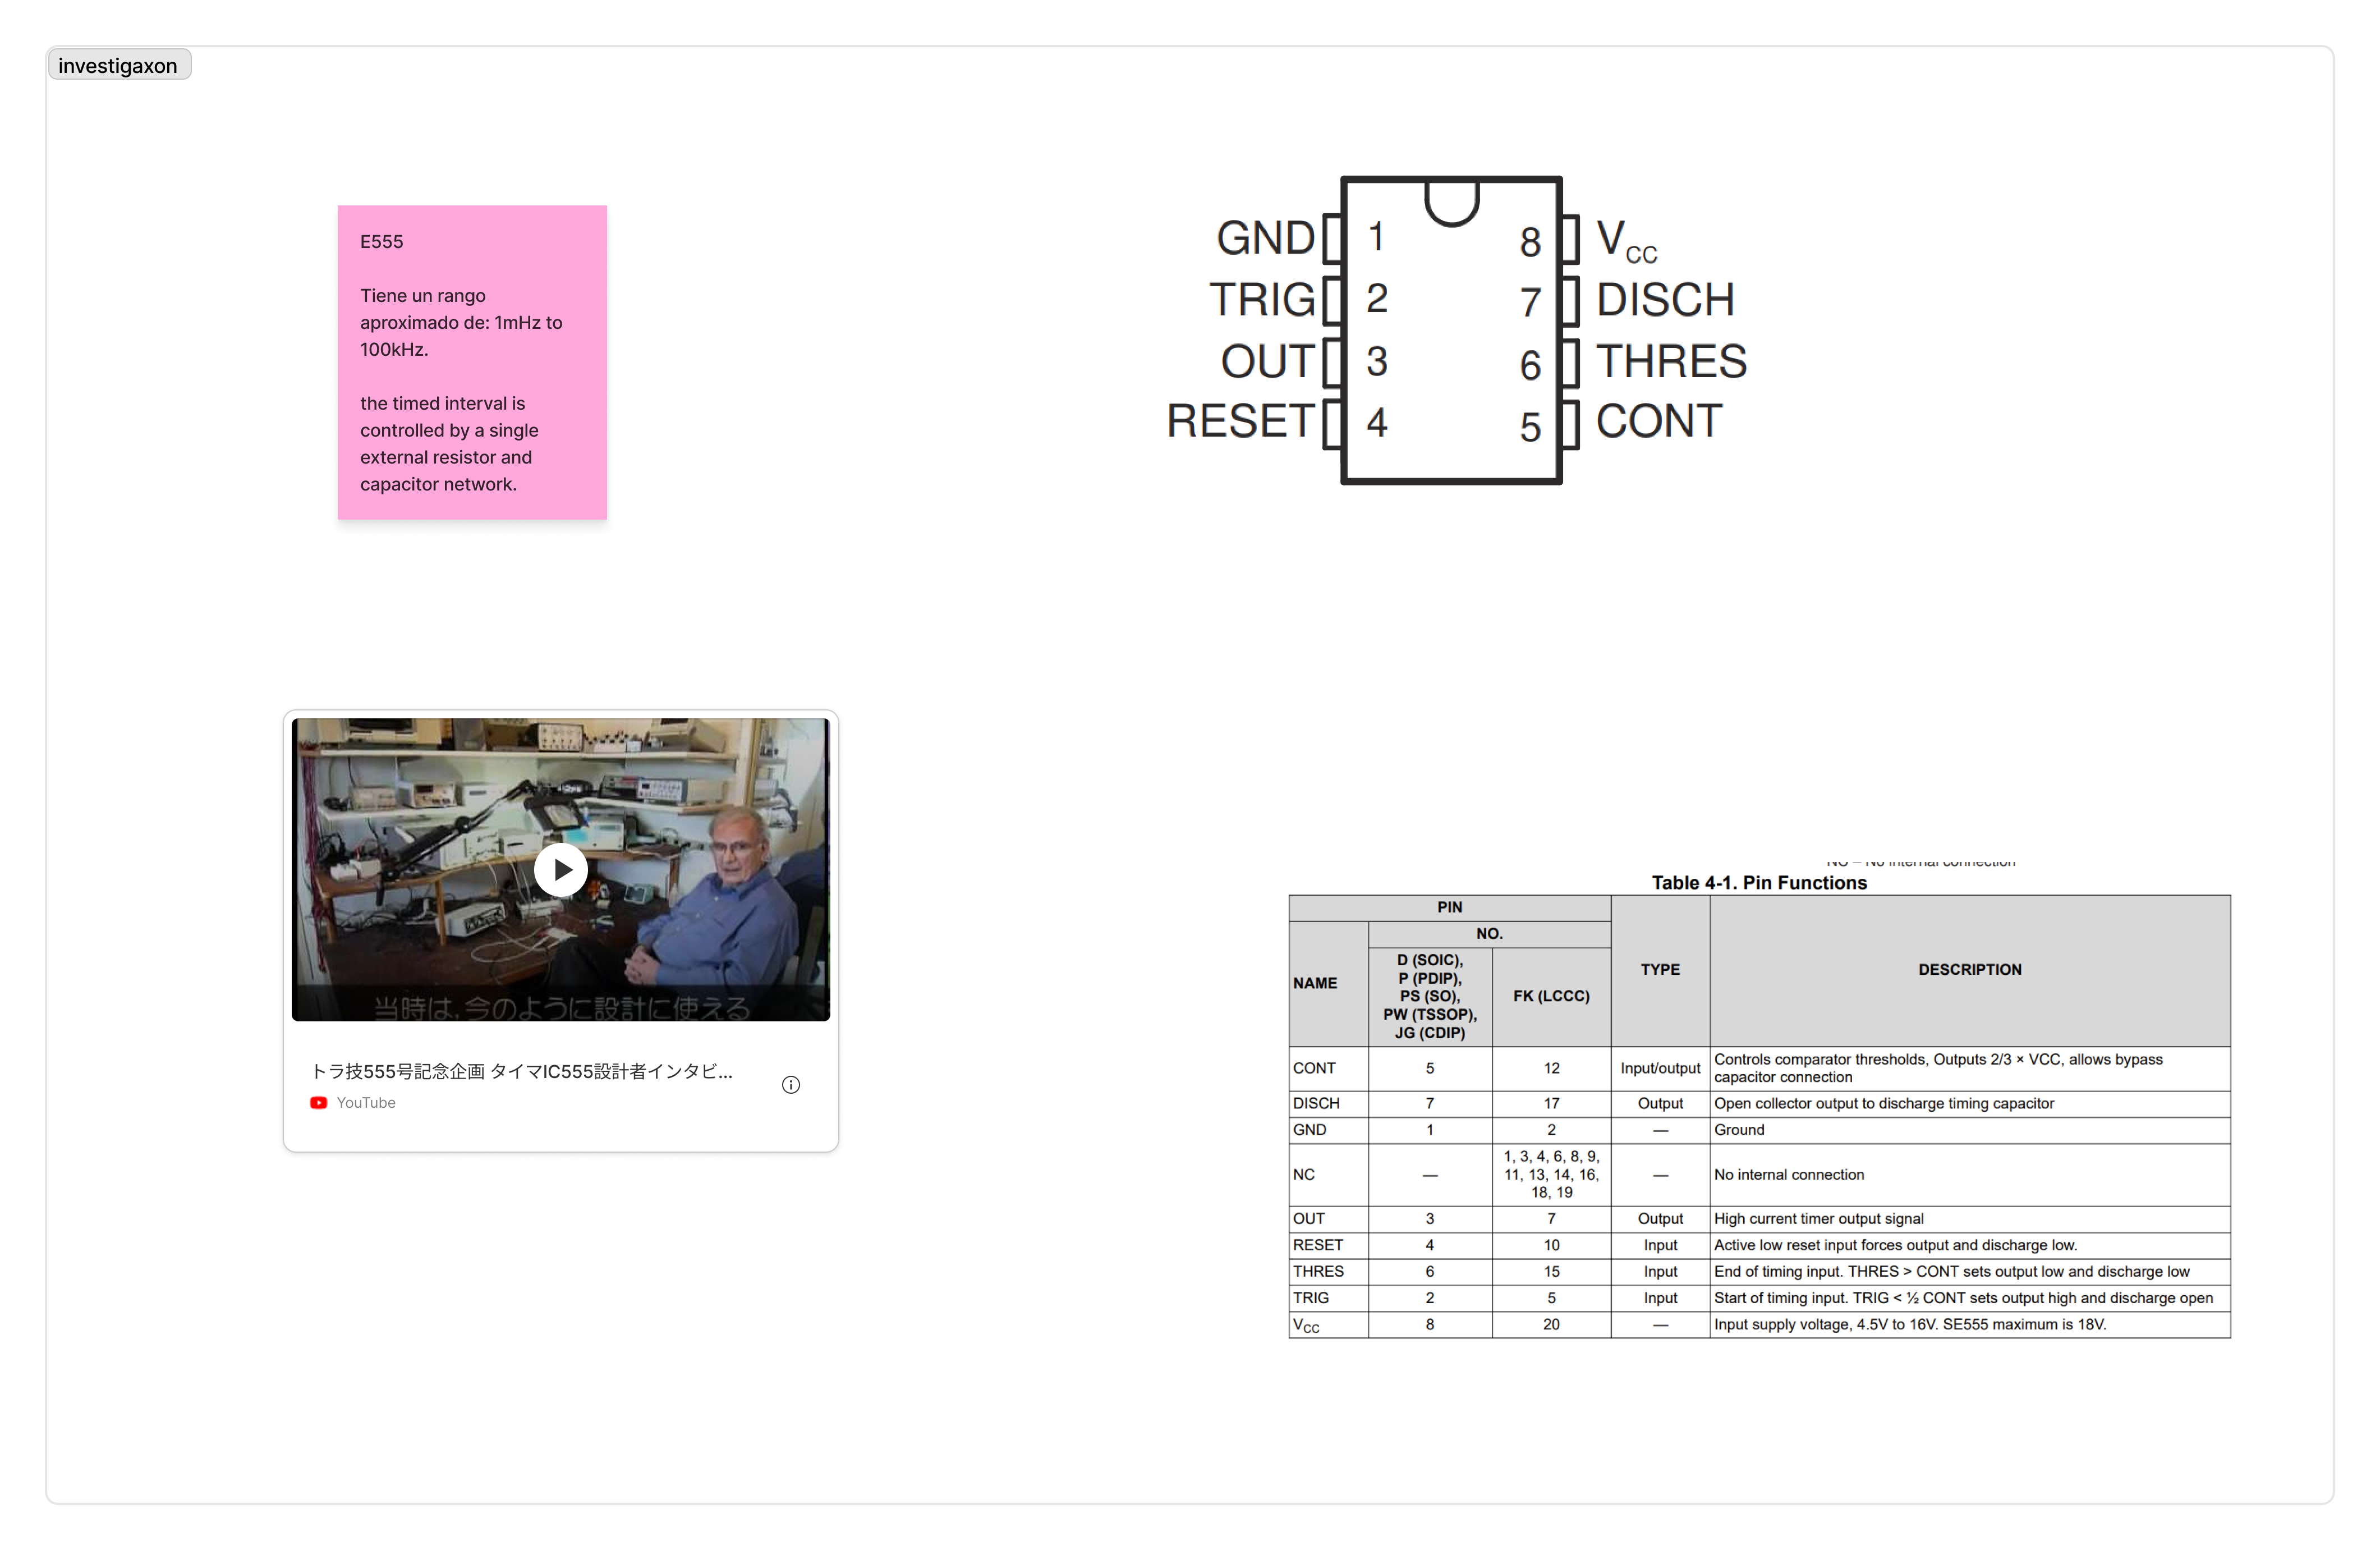 investigaxon
E555
Tiene un rango
aproximado de: 1mHz to
100kHz.
the timed interval is
controlled by a single
external resistor and
capacitor network.
GND 1 8 VCC
TRIG 2 7 DISCH
OUT 3 6 THRES
RESET 4 5 CONT
当時は、今のように設計に使える
トラ技555号記念企画 タイマIC555設計者インタビ...
YouTube
NC – No internal connection
Table 4-1. Pin Functions
PIN TYPE DESCRIPTION
NAME NO.
D (SOIC),
P (PDIP),
PS (SO),
PW (TSSOP),
JG (CDIP)
FK (LCCC)
CONT 5 12 Input/output Controls comparator thresholds, Outputs 2/3 × VCC, allows bypass
capacitor connection
DISCH 7 17 Output Open collector output to discharge timing capacitor
GND 1 2 — Ground
NC — 1, 3, 4, 6, 8, 9,
11, 13, 14, 16,
18, 19
— No internal connection
OUT 3 7 Output High current timer output signal
RESET 4 10 Input Active low reset input forces output and discharge low.
THRES 6 15 Input End of timing input. THRES > CONT sets output low and discharge low
TRIG 2 5 Input Start of timing input. TRIG < ½ CONT sets output high and discharge open
VCC 8 20 — Input supply voltage, 4.5V to 16V. SE555 maximum is 18V.